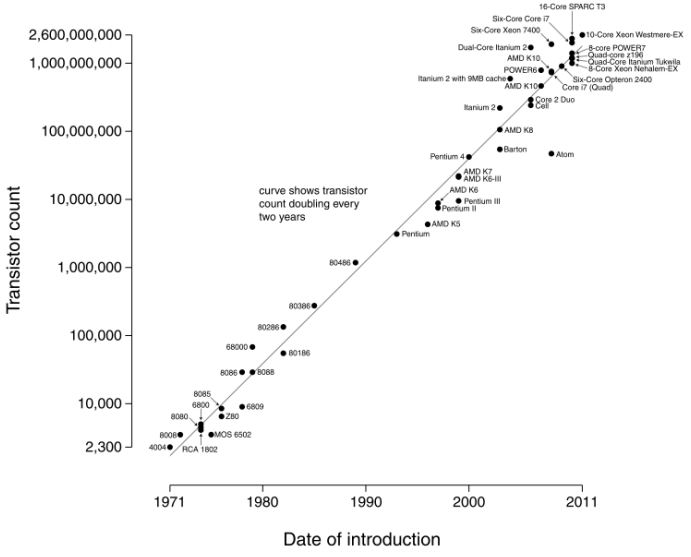 16-Core SPARC T3
Six-Core Core i7
Six-Core Xeon 7400
2,600,000,000
10-Core Xeon Westmere-EX
Dual-Core Itanium 2
8-core POWER7
Quad-core z196
AMD K10
1,000,000,000
Quad-Core Itanium Tukwila
POWER6
8-Core Xeon Nehalem-EX
Itanium 2 with 9MB cache
Six-Core Opteron 2400
AMD K10
Core i7 (Quad)
Core 2 Duo
Itanium 2
Cell
100,000,000
AMD K8
Barton
Pentium 4
Atom
AMD K7
AMD K6-III
curve shows transistor
count doubling every
two years
AMD K6
10,000,000
Pentium III
Pentium II
AMD K5
Pentium
Transistor count
1,000,000
80486
80386
100,000,000
80286
68000
80186
8086
8088
8085
10,000
6800
6809
8080
Z80
8008
MOS 6502
2,300
4004
RCA 1802
1971
1980
1990
2000
2011
Date of introduction